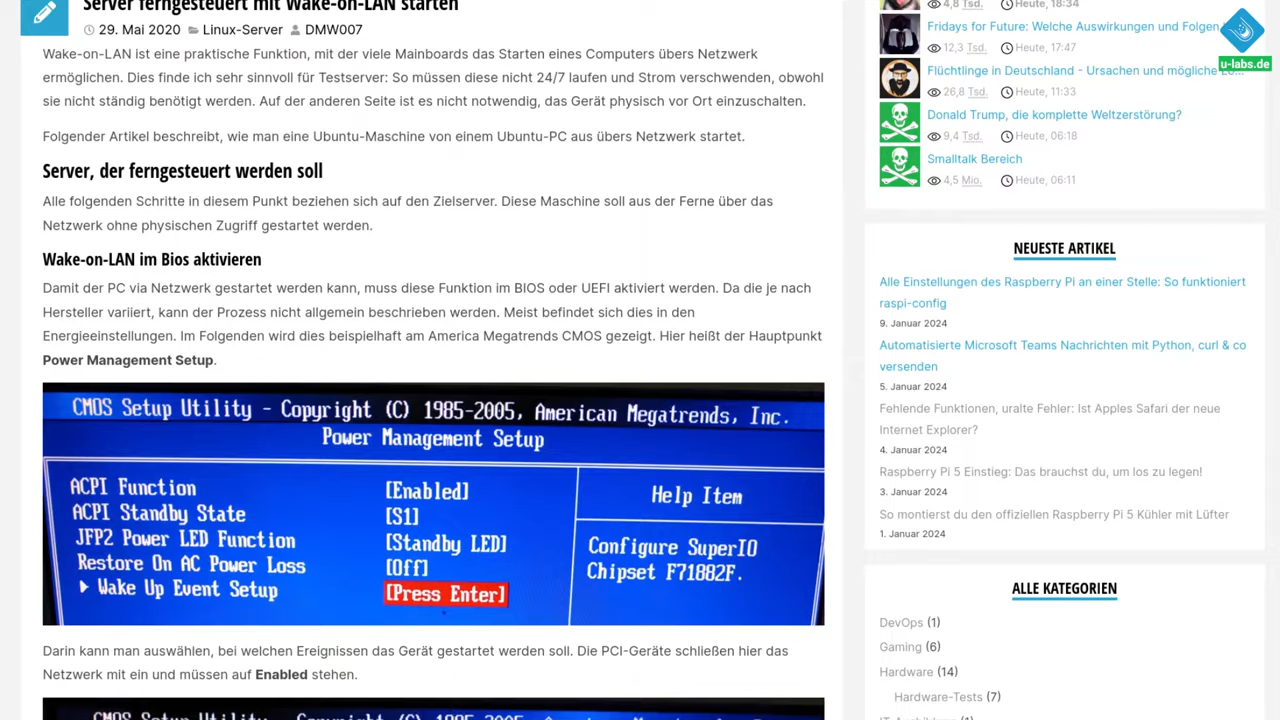 Server ferngesteuert mit Wake-on-LAN starten
29. Mai 2020 Linux-Server DMW007
Wake-on-LAN ist eine praktische Funktion, mit der viele Mainboards das Starten eines Computers übers Netzwerk
ermöglichen. Dies finde ich sehr sinnvoll für Testserver: So müssen diese nicht 24/7 laufen und Strom verschwenden, obwohl
sie nicht ständig benötigt werden. Auf der anderen Seite ist es nicht notwendig, das Gerät physisch vor Ort einzuschalten.
Folgender Artikel beschreibt, wie man eine Ubuntu-Maschine von einem Ubuntu-PC aus übers Netzwerk startet.
Server, der ferngesteuert werden soll
Alle folgenden Schritte in diesem Punkt beziehen sich auf den Zielserver. Diese Maschine soll aus der Ferne über das
Netzwerk ohne physischen Zugriff gestartet werden.
Wake-on-LAN im Bios aktivieren
Damit der PC via Netzwerk gestartet werden kann, muss diese Funktion im BIOS oder UEFI aktiviert werden. Da die je nach
Hersteller variiert, kann der Prozess nicht allgemein beschrieben werden. Meist befindet sich dies in den
Energieeinstellungen. Im Folgenden wird dies beispielhaft am America Megatrends CMOS gezeigt. Hier heißt der Hauptpunkt
Power Management Setup.
CMOS Setup Utility - Copyright (C) 1985-2005, American Megatrends, Inc.
Power Management Setup
ACPI Function [Enabled]
ACPI Standby State [S1]
JFP2 Power LED Function [Standby LED]
Restore On AC Power Loss [Off]
Wake Up Event Setup [Press Enter]
Help Item
Configure SuperIO
Chipset F71882F.
Darin kann man auswählen, bei welchen Ereignissen das Gerät gestartet werden soll. Die PCI-Geräte schließen hier das
Netzwerk mit ein und müssen auf Enabled stehen.
4,8 Tsd. Heute, 18:34
Fridays for Future: Welche Auswirkungen und Folgen
12,3 Tsd. Heute, 17:47
Flüchtlinge in Deutschland - Ursachen und mögliche
26,8 Tsd. Heute, 11:33
Donald Trump, die komplette Weltzerstörung?
9,4 Tsd. Heute, 06:18
Smalltalk Bereich
4,5 Mio. Heute, 06:11
u-labs.de
NEUESTE ARTIKEL
Alle Einstellungen des Raspberry Pi an einer Stelle: So funktioniert
raspi-config
9. Januar 2024
Automatisierte Microsoft Teams Nachrichten mit Python, curl & co
versenden
5. Januar 2024
Fehlende Funktionen, uralte Fehler: Ist Apples Safari der neue
Internet Explorer?
4. Januar 2024
Raspberry Pi 5 Einstieg: Das brauchst du, um los zu legen!
3. Januar 2024
So montierst du den offiziellen Raspberry Pi 5 Kühler mit Lüfter
1. Januar 2024
ALLE KATEGORIEN
DevOps (1)
Gaming (6)
Hardware (14)
Hardware-Tests (7)